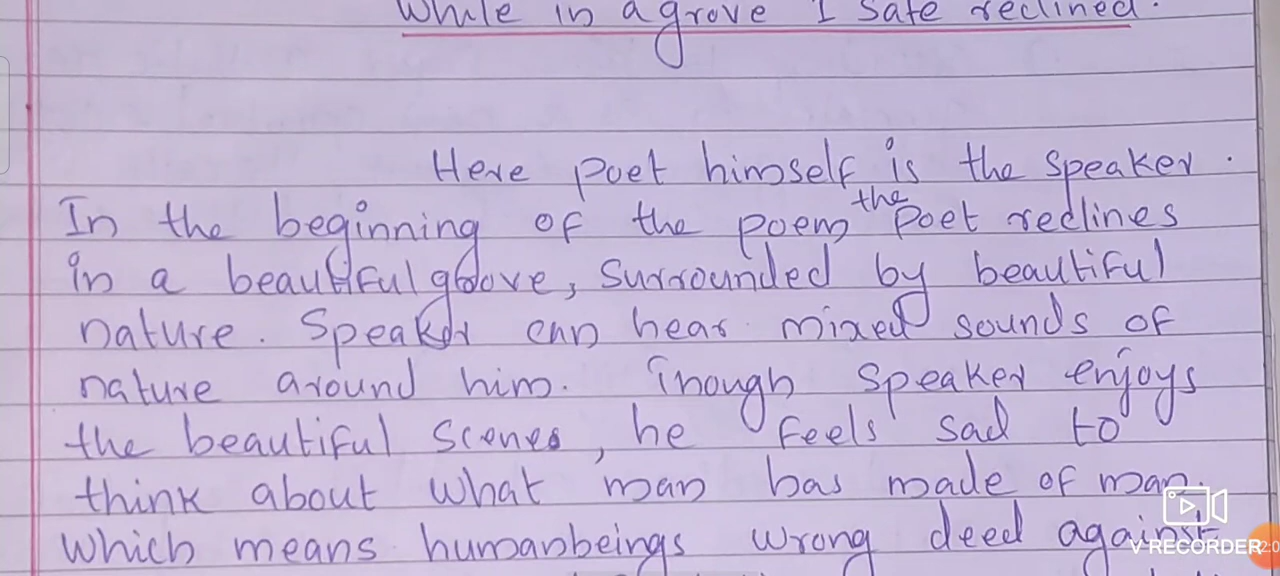 While in a grove I sate reclined.
Here poet himself is the speaker.
In the beginning of the poem the poet reclines
in a beautiful groove, surrounded by beautiful
nature. Speaker can hear mixed sounds of
nature around him. Though speaker enjoys
the beautiful scenes, he feels sad to
think about what man has made of man.
Which means humanbeings wrong deed against
V RECORDER